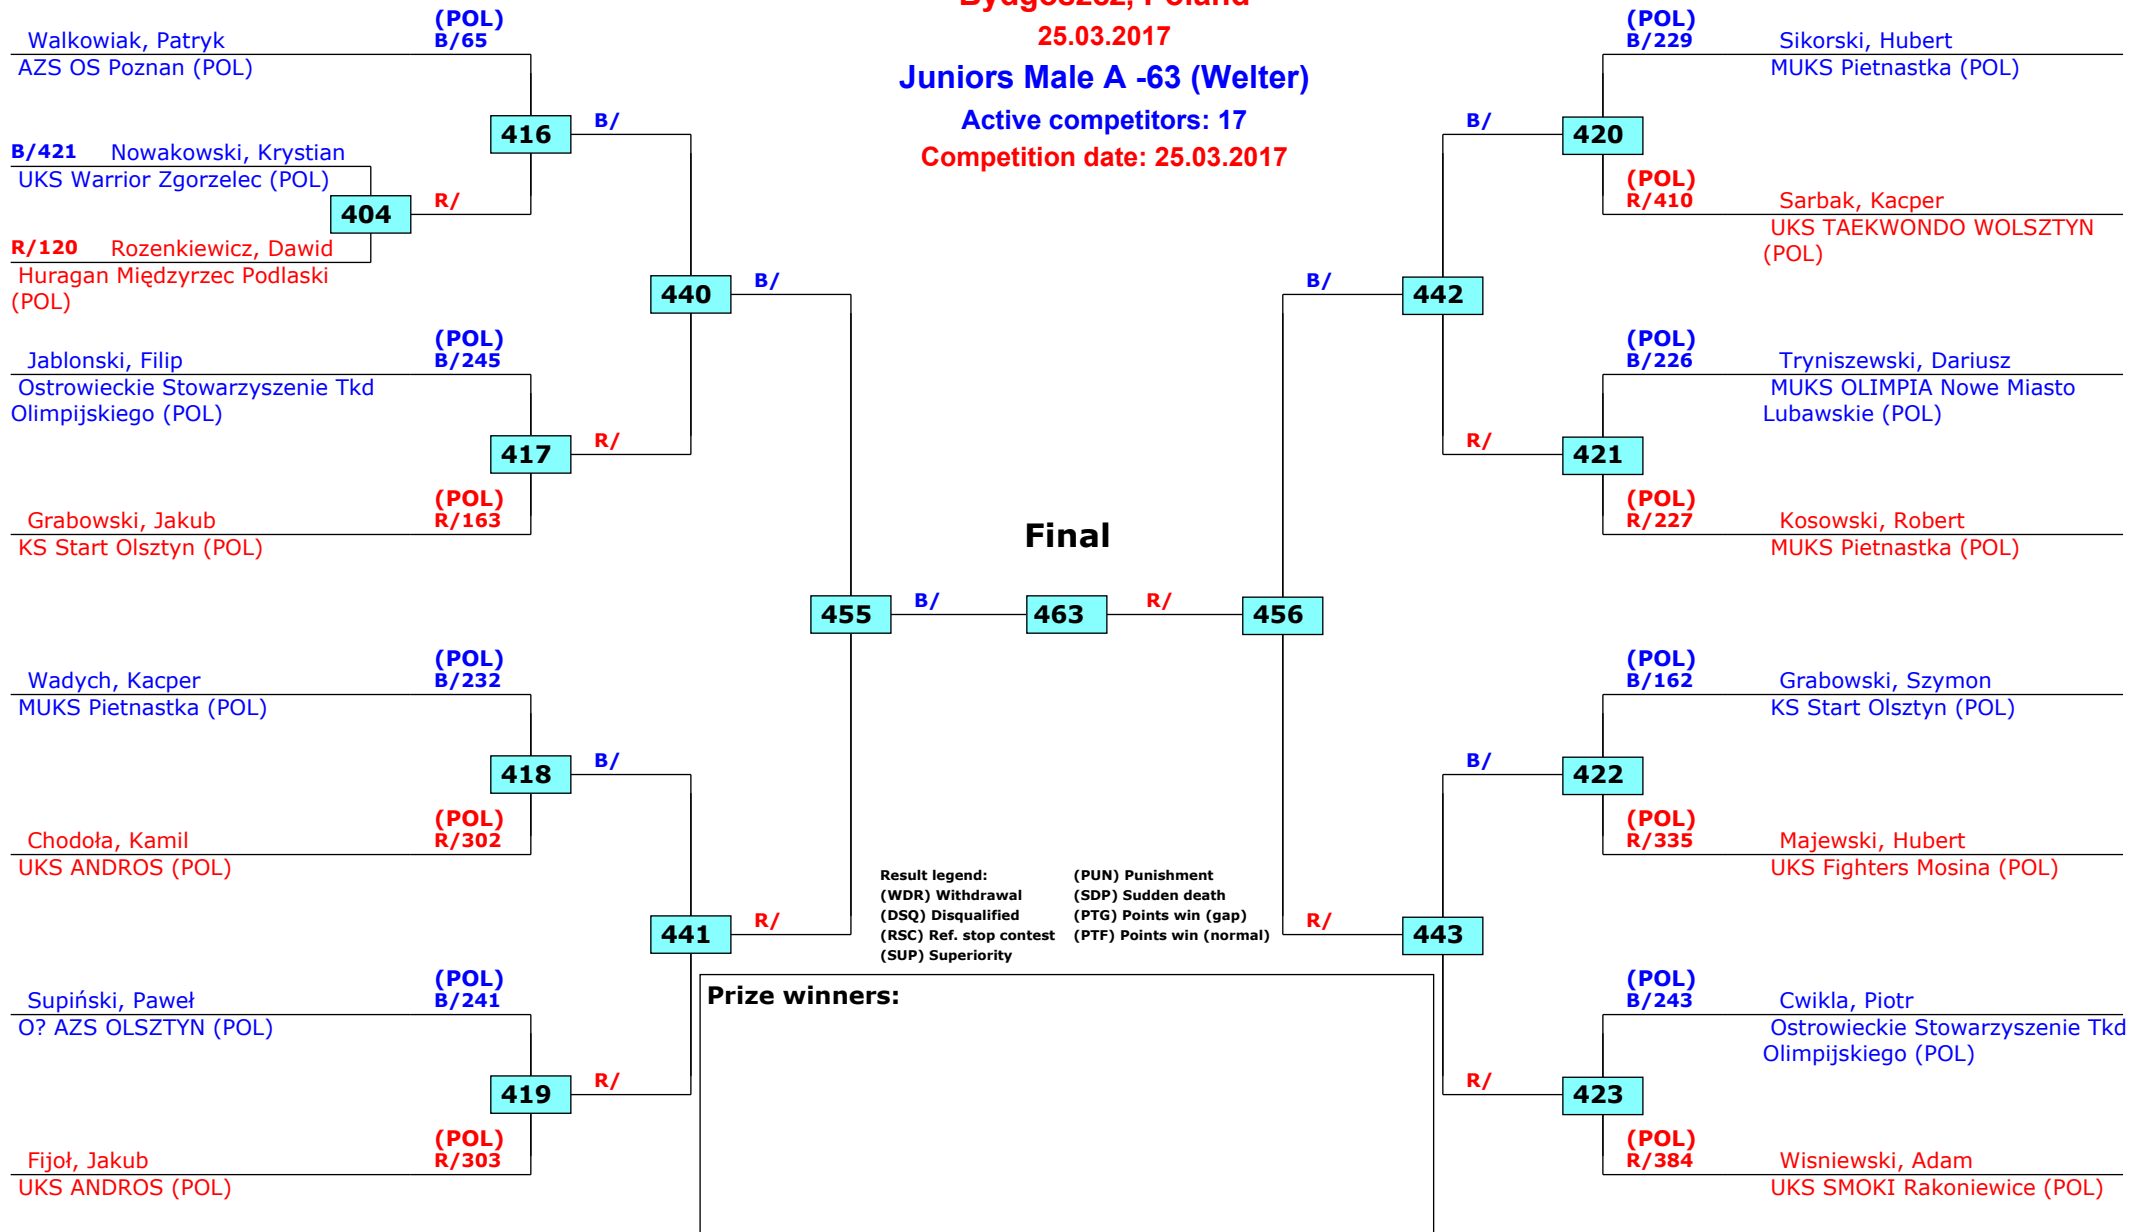 Bydgoszcz, Poland
25.03.2017
Juniors Male A -63 (Welter)
Active competitors: 17
Competition date: 25.03.2017
(POL)
Walkowiak, Patryk B/65
AZS OS Poznan (POL)
416
B/
B/421 Nowakowski, Krystian
UKS Warrior Zgorzelec (POL)
404
R/
R/120 Rozenkiewicz, Dawid
Huragan Międzyrzec Podlaski
(POL)
440
B/
(POL)
Jablonski, Filip B/245
Ostrowieckie Stowarzyszenie Tkd
Olimpijskiego (POL)
417
R/
(POL)
Grabowski, Jakub R/163
KS Start Olsztyn (POL)
455
B/
(POL)
Wadych, Kacper B/232
MUKS Pietnastka (POL)
418
B/
(POL)
Chodoła, Kamil R/302
UKS ANDROS (POL)
441
R/
(POL)
Supiński, Paweł B/241
O? AZS OLSZTYN (POL)
419
R/
(POL)
Fijoł, Jakub R/303
UKS ANDROS (POL)
Final
463
R/
456
(POL)
B/229 Sikorski, Hubert
MUKS Pietnastka (POL)
B/
420
(POL)
R/410 Sarbak, Kacper
UKS TAEKWONDO WOLSZTYN
(POL)
B/
442
(POL)
B/226 Tryniszewski, Dariusz
MUKS OLIMPIA Nowe Miasto
Lubawskie (POL)
R/
421
(POL)
R/227 Kosowski, Robert
MUKS Pietnastka (POL)
(POL)
B/162 Grabowski, Szymon
KS Start Olsztyn (POL)
B/
422
(POL)
R/335 Majewski, Hubert
UKS Fighters Mosina (POL)
R/
443
(POL)
B/243 Cwikla, Piotr
Ostrowieckie Stowarzyszenie Tkd
Olimpijskiego (POL)
R/
423
(POL)
R/384 Wisniewski, Adam
UKS SMOKI Rakoniewice (POL)
Result legend: (PUN) Punishment
(WDR) Withdrawal (SDP) Sudden death
(DSQ) Disqualified (PTG) Points win (gap)
(RSC) Ref. stop contest (PTF) Points win (normal)
(SUP) Superiority
Prize winners: